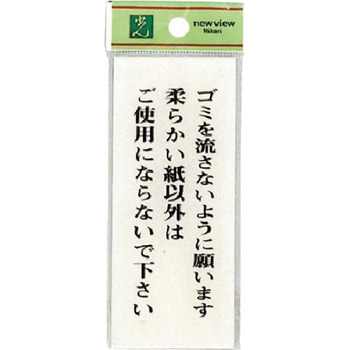 光
new view
Hikari
ゴミを流さないように願います
柔らかい紙以外は
ご使用にならないで下さい